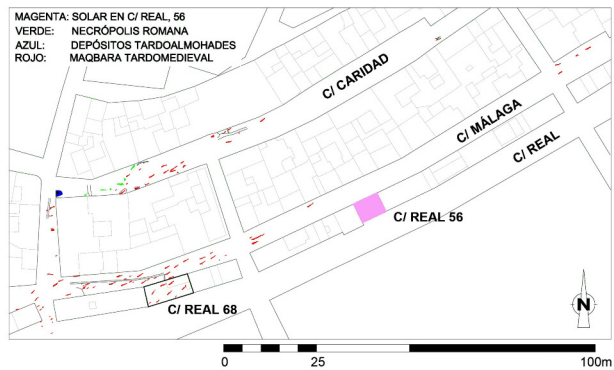 MAGENTA: SOLAR EN C/ REAL, 56
VERDE: NECRÓPOLIS ROMANA
AZUL: DEPÓSITOS TARDOALMOHADES
ROJO: MAQBARA TARDOMEDIEVAL
C/ CARIDAD
C/ MÁLAGA
C/ REAL
C/ REAL 56
C/ REAL 68
N
0 25 100m